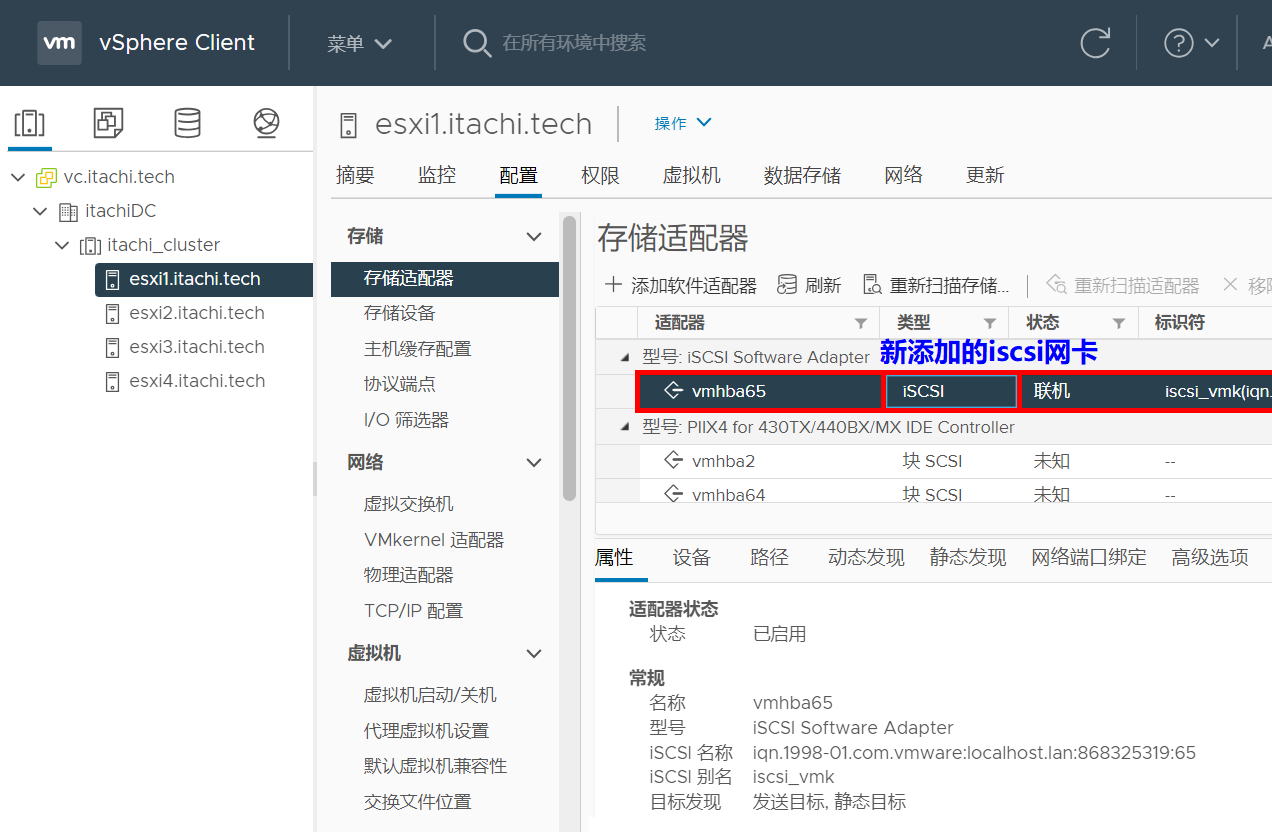 vm vSphere Client 菜单 在所有环境中搜索
vc.itachi.tech
itachiDC
itachi_cluster
esxi1.itachi.tech
esxi2.itachi.tech
esxi3.itachi.tech
esxi4.itachi.tech
esxi1.itachi.tech 操作
摘要 监控 配置 权限 虚拟机 数据存储 网络 更新
存储
存储适配器
存储设备
主机缓存配置
协议端点
I/O 筛选器
网络
虚拟交换机
VMkernel 适配器
物理适配器
TCP/IP 配置
虚拟机
虚拟机启动/关机
代理虚拟机设置
默认虚拟机兼容性
交换文件位置
存储适配器
添加软件适配器 刷新 重新扫描存储... 重新扫描适配器 移
适配器 类型 状态 标识符
型号: iSCSI Software Adapter 新添加的iscsi网卡
vmhba65 iSCSI 联机 iscsi_vmk(iqn.
型号: PIIX4 for 430TX/440BX/MX IDE Controller
vmhba2 块 SCSI 未知 --
vmhba64 块 SCSI 未知 --
属性 设备 路径 动态发现 静态发现 网络端口绑定 高级选项
适配器状态
状态 已启用
常规
名称 vmhba65
型号 iSCSI Software Adapter
iSCSI 名称 iqn.1998-01.com.vmware:localhost.lan:868325319:65
iSCSI 别名 iscsi_vmk
目标发现 发送目标, 静态目标